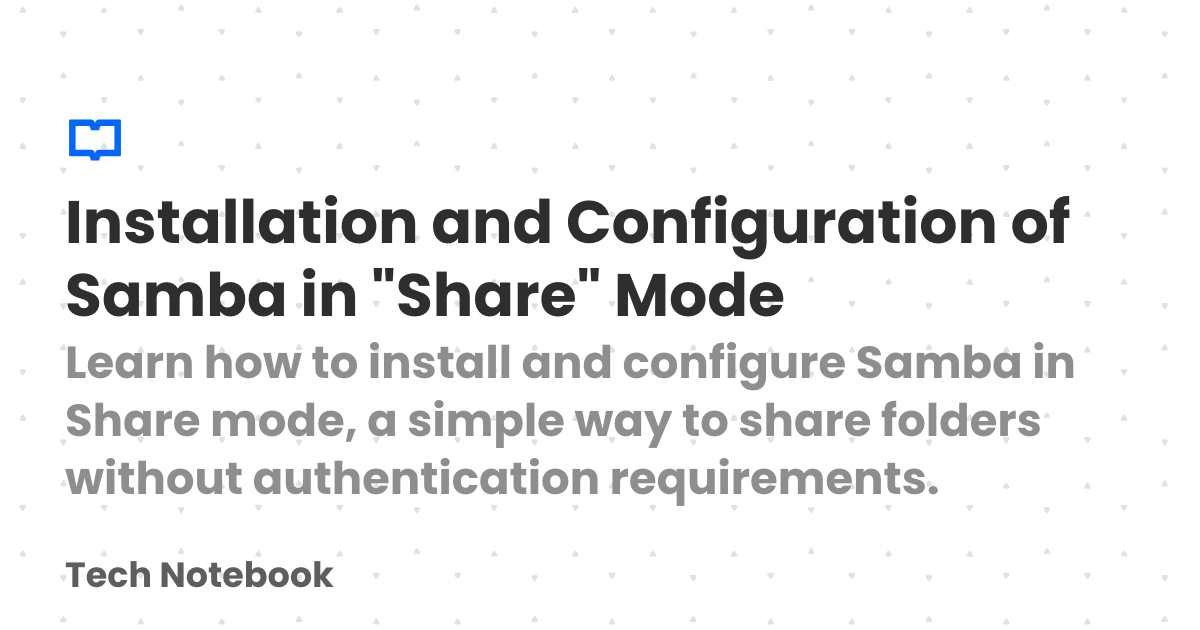 Installation and Configuration of
Samba in "Share" Mode
Learn how to install and configure Samba in
Share mode, a simple way to share folders
without authentication requirements.
Tech Notebook